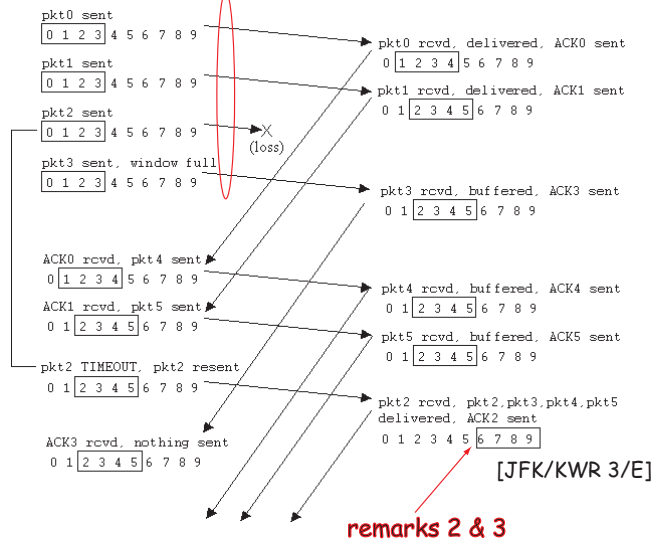 pkt0 sent
0 1 2 3 4 5 6 7 8 9
pkt1 sent
0 1 2 3 4 5 6 7 8 9
pkt2 sent
0 1 2 3 4 5 6 7 8 9
pkt3 sent, window full
0 1 2 3 4 5 6 7 8 9
ACK0 rcvd, pkt4 sent
0 1 2 3 4 5 6 7 8 9
ACK1 rcvd, pkt5 sent
0 1 2 3 4 5 6 7 8 9
pkt2 TIMEOUT, pkt2 resent
0 1 2 3 4 5 6 7 8 9
ACK3 rcvd, nothing sent
0 1 2 3 4 5 6 7 8 9
X
(loss)
pkt0 rcvd, delivered, ACK0 sent
0 1 2 3 4 5 6 7 8 9
pkt1 rcvd, delivered, ACK1 sent
0 1 2 3 4 5 6 7 8 9
pkt3 rcvd, buffered, ACK3 sent
0 1 2 3 4 5 6 7 8 9
pkt4 rcvd, buffered, ACK4 sent
0 1 2 3 4 5 6 7 8 9
pkt5 rcvd, buffered, ACK5 sent
0 1 2 3 4 5 6 7 8 9
pkt2 rcvd, pkt2,pkt3,pkt4,pkt5
delivered, ACK2 sent
0 1 2 3 4 5 6 7 8 9
[JFK/KWR 3/E]
remarks 2 & 3